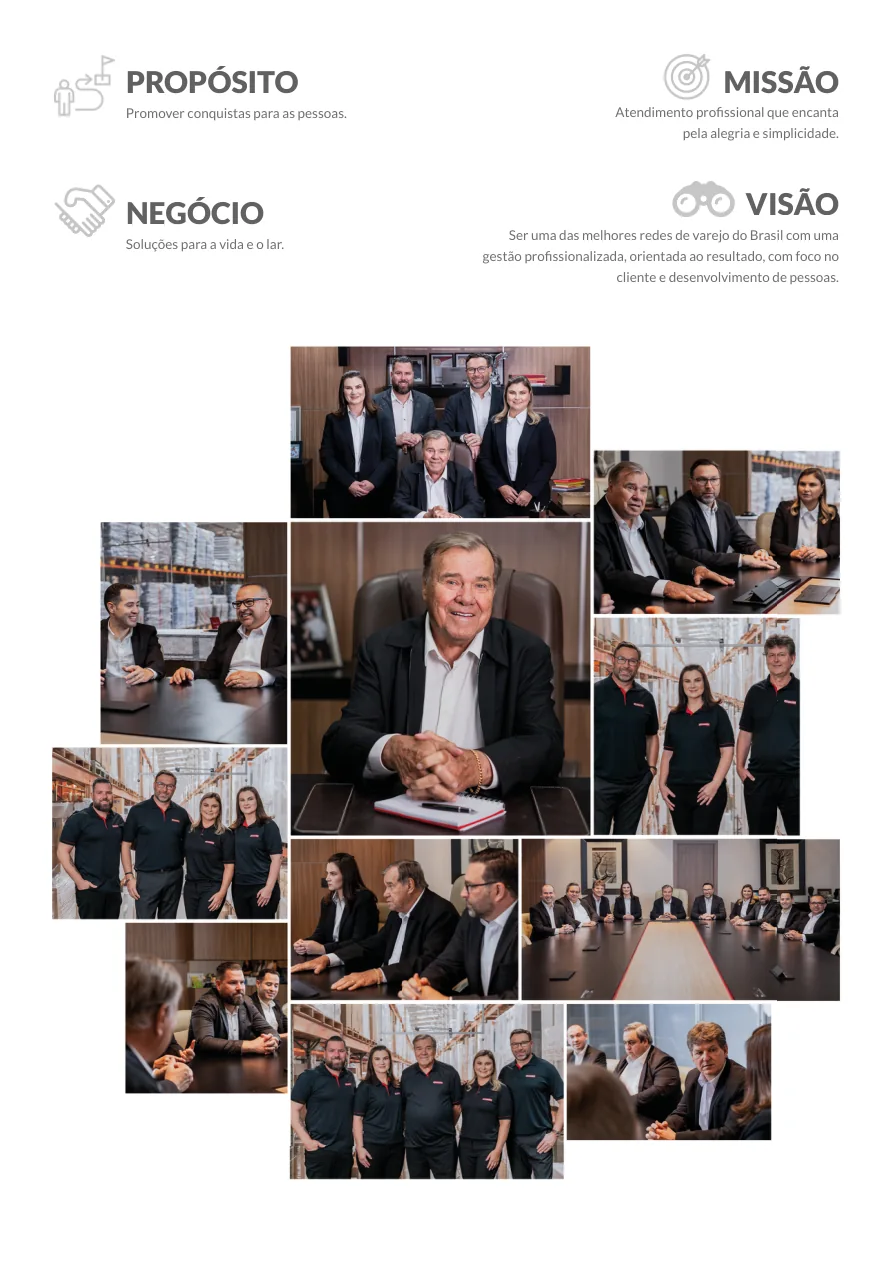 PROPÓSITO
Promover conquistas para as pessoas.
MISSÃO
Atendimento profissional que encanta
pela alegria e simplicidade.
NEGÓCIO
Soluções para a vida e o lar.
VISÃO
Ser uma das melhores redes de varejo do Brasil com uma
gestão profissionalizada, orientada ao resultado, com foco no
cliente e desenvolvimento de pessoas.